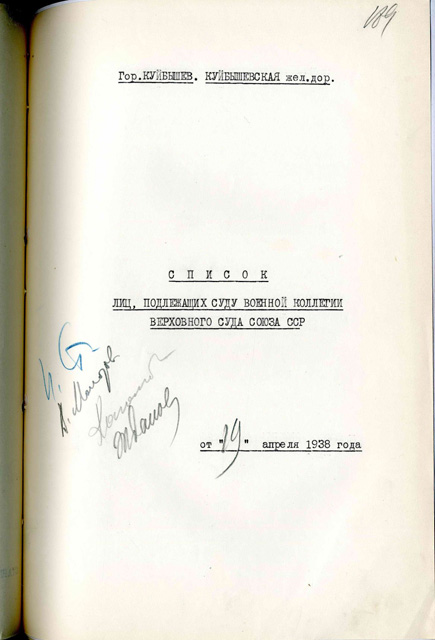 189
Гор.КУЙБЫШЕВ. КУЙБЫШЕВСКАЯ жел.дор.
С П И С О К
ЛИЦ, ПОДЛЕЖАЩИХ СУДУ ВОЕННОЙ КОЛЛЕГИИ
ВЕРХОВНОГО СУДА СОЮЗА ССР
И. Ст
В. Молотов
Каганович
Жданов
от "19" апреля 1938 года